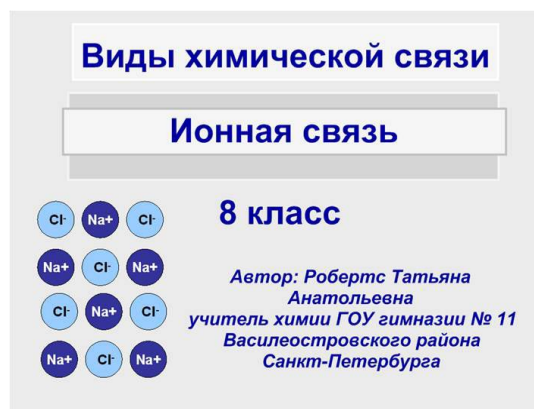 Виды химической связи
Ионная связь
8 класс
Cl- Na+ Cl-
Na+ Cl- Na+
Cl- Na+ Cl-
Na+ Cl- Na+
Автор: Робертс Татьяна
Анатольевна
учитель химии ГОУ гимназии № 11
Василеостровского района
Санкт-Петербурга